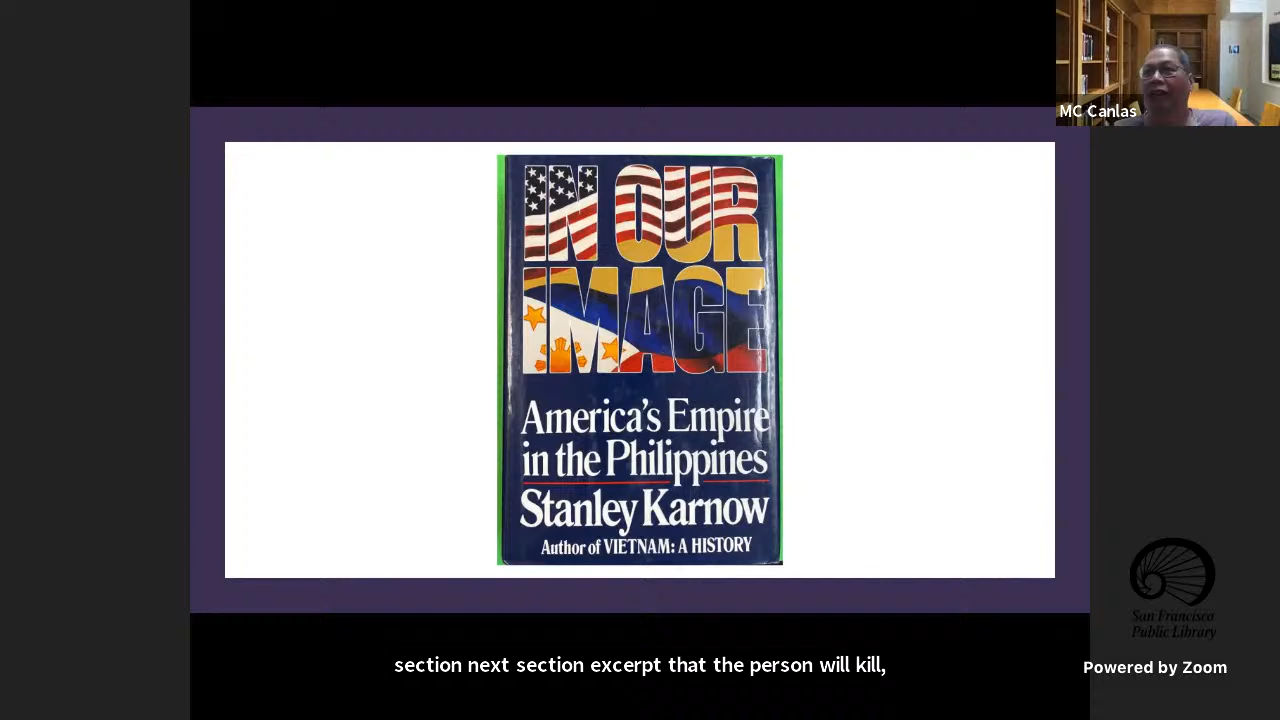 MC Canlas
IN OUR
IMAGE
America's Empire
in the Philippines
Stanley Karnow
Author of VIETNAM: A HISTORY
San Francisco
Public Library
section next section excerpt that the person will kill,
Powered by Zoom